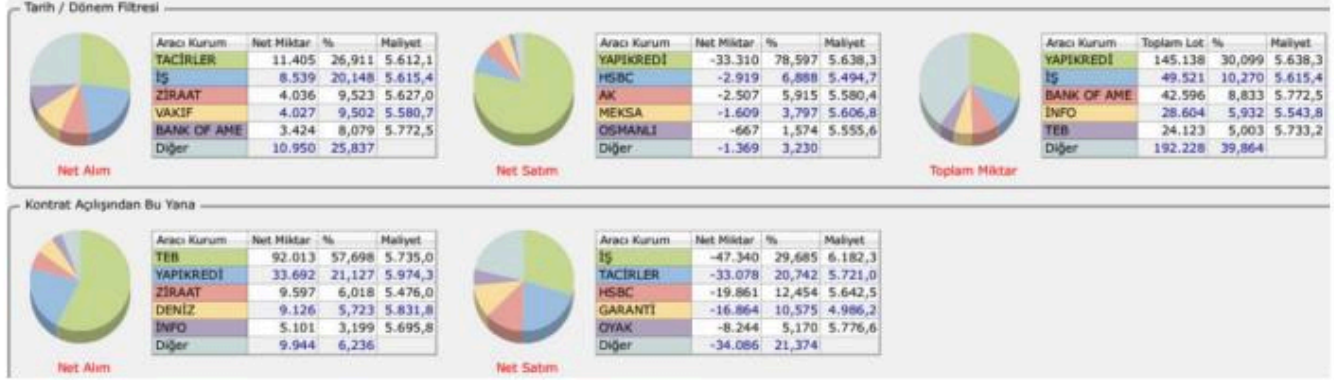 Tarih / Dönem Filtresi
Aracı Kurum Net Miktar % Maliyet
TACİRLER 11.405 26,911 5.612,1
İŞ 8.539 20,148 5.615,4
ZİRAAT 4.036 9,523 5.627,0
VAKIF 4.027 9,502 5.580,7
BANK OF AME 3.424 8,079 5.772,5
Diğer 10.950 25,837
Net Alım
Aracı Kurum Net Miktar % Maliyet
YAPIKREDİ -33.310 78,597 5.638,3
HSBC -2.919 6,888 5.494,7
AK -2.507 5,915 5.580,4
MEKSA -1.609 3,797 5.606,8
OSMANLI -667 1,574 5.555,6
Diğer -1.369 3,230
Net Satım
Aracı Kurum Toplam Lot % Maliyet
YAPIKREDİ 145.138 30,099 5.638,3
İŞ 49.521 10,270 5.615,4
BANK OF AME 42.596 8,833 5.772,5
İNFO 28.604 5,932 5.543,8
TEB 24.123 5,003 5.733,2
Diğer 192.228 39,864
Toplam Miktar
Kontrat Açılışından Bu Yana
Aracı Kurum Net Miktar % Maliyet
TEB 92.013 57,698 5.735,0
YAPIKREDİ 33.692 21,127 5.974,3
ZİRAAT 9.597 6,018 5.476,0
DENİZ 9.126 5,723 5.831,8
İNFO 5.101 3,199 5.695,8
Diğer 9.944 6,236
Net Alım
Aracı Kurum Net Miktar % Maliyet
İŞ -47.340 29,685 6.182,3
TACİRLER -33.078 20,742 5.721,0
HSBC -19.861 12,454 5.642,5
GARANTİ -16.864 10,575 4.986,2
OYAK -8.244 5,170 5.776,6
Diğer -34.086 21,374
Net Satım